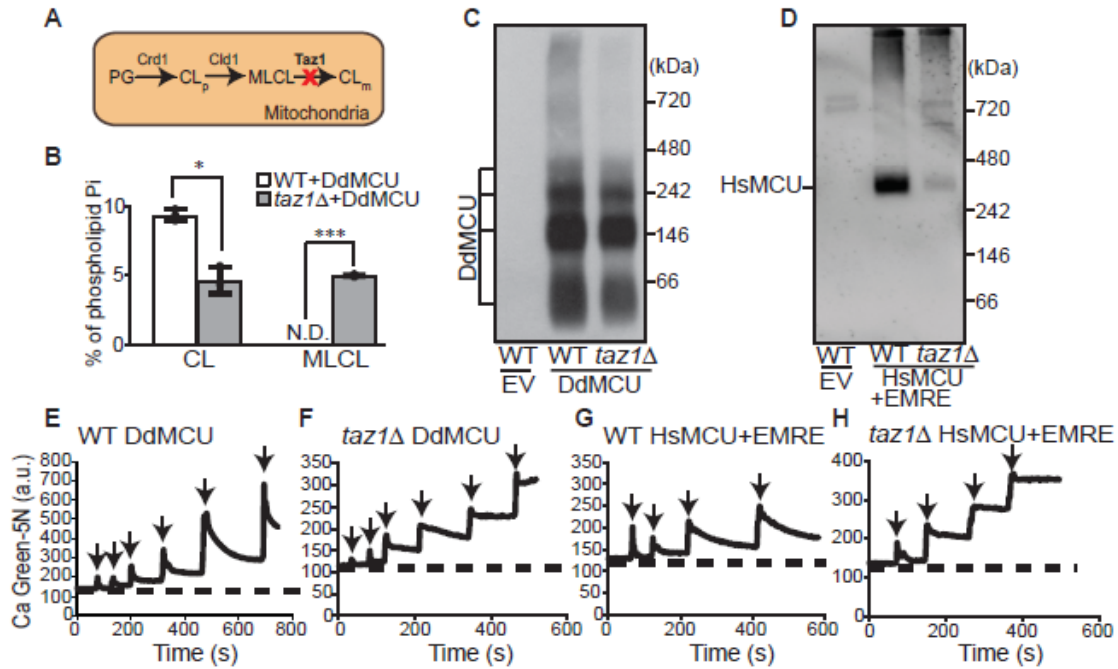 A
Crd1 Cld1 Taz1
PG CLp MLCL CLm
Mitochondria
B
% of phospholipid Pi
10
5
0
*
***
WT+DdMCU
taz1Δ+DdMCU
N.D.
CL MLCL
C
DdMCU
(kDa)
720
480
242
146
66
WT WT taz1Δ
EV DdMCU
D
HsMCU
(kDa)
720
480
242
146
66
WT WT taz1Δ
EV HsMCU
+EMRE
E WT DdMCU
Ca Green-5N (a.u.)
800
700
600
500
400
300
200
100
0
0 200 400 600 800
Time (s)
F taz1Δ DdMCU
350
300
250
200
150
100
50
0
0 200 400 600
Time (s)
G WT HsMCU+EMRE
350
300
250
200
150
100
50
0
0 200 400 600
Time (s)
H taz1Δ HsMCU+EMRE
400
300
200
100
0
0 200 400 600
Time (s)